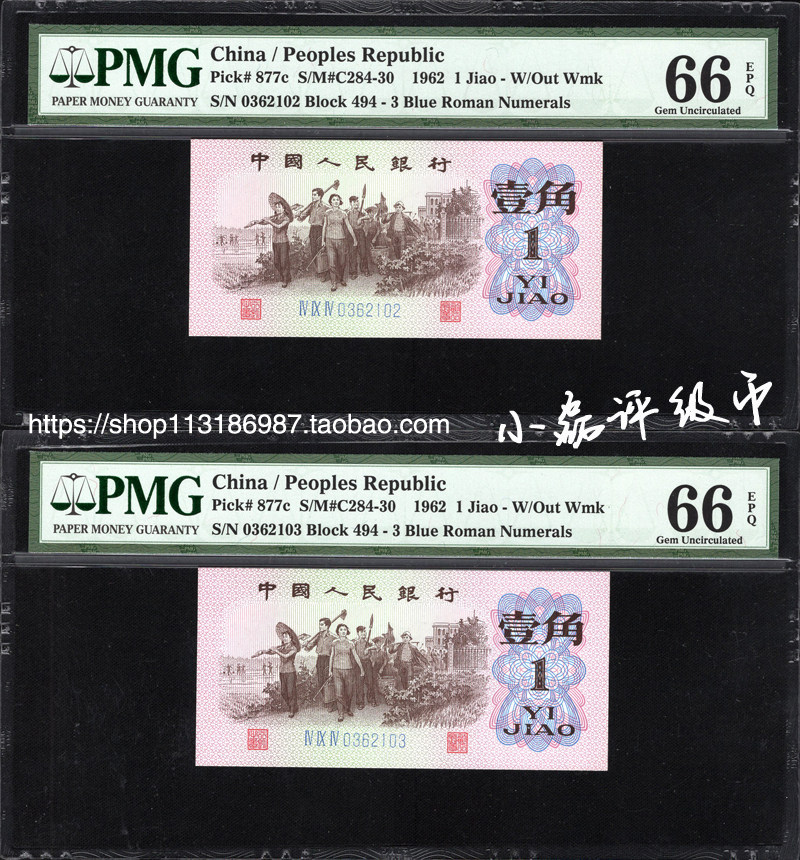 PMG
PAPER MONEY GUARANTY
China / Peoples Republic
Pick# 877c S/M#C284-30 1962 1 Jiao - W/Out Wmk
S/N 0362102 Block 494 - 3 Blue Roman Numerals
66 EPQ
Gem Uncirculated
中國人民銀行
壹角
1
YI
JIAO
Ⅳ Ⅸ Ⅳ 0362102
https://shop113186987.taobao.com
小磊评级币
PMG
PAPER MONEY GUARANTY
China / Peoples Republic
Pick# 877c S/M#C284-30 1962 1 Jiao - W/Out Wmk
S/N 0362103 Block 494 - 3 Blue Roman Numerals
66 EPQ
Gem Uncirculated
中國人民銀行
壹角
1
YI
JIAO
Ⅳ Ⅸ Ⅳ 0362103